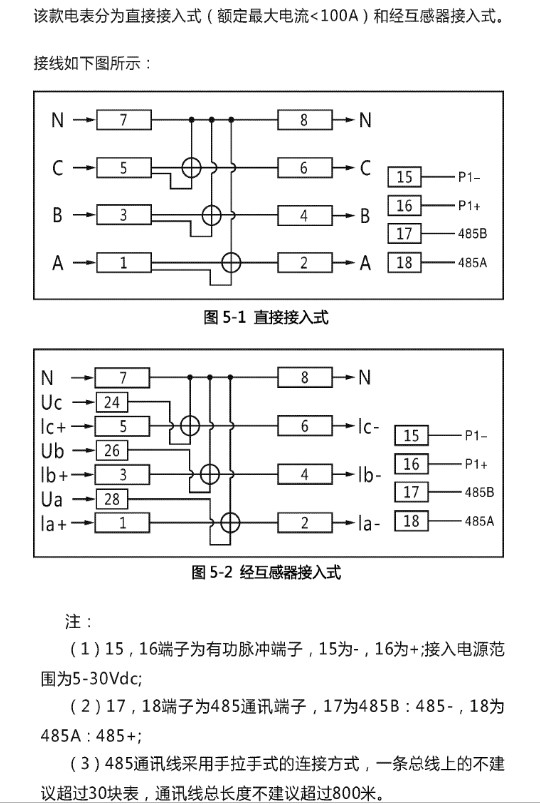 该款电表分为直接接入式（额定最大电流<100A）和经互感器接入式。
接线如下图所示：
N 7 8 N
C 5 6 C
15 P1-
B 3 4 B
16 P1+
17 485B
A 1 2 A
18 485A
图 5-1 直接接入式
N 7 8 N
Uc 24
Ic+ 5 6 Ic-
15 P1-
Ub 26
16 P1+
Ib+ 3 4 Ib-
17 485B
Ua 28
Ia+ 1 2 Ia-
18 485A
图 5-2 经互感器接入式
注：
（1）15，16端子为有功脉冲端子，15为-，16为+;接入电源范
围为5-30Vdc;
（2）17，18端子为485通讯端子，17为485B：485-，18为
485A：485+;
（3）485通讯线采用手拉手式的连接方式，一条总线上的不建
议超过30块表，通讯线总长度不建议超过800米。